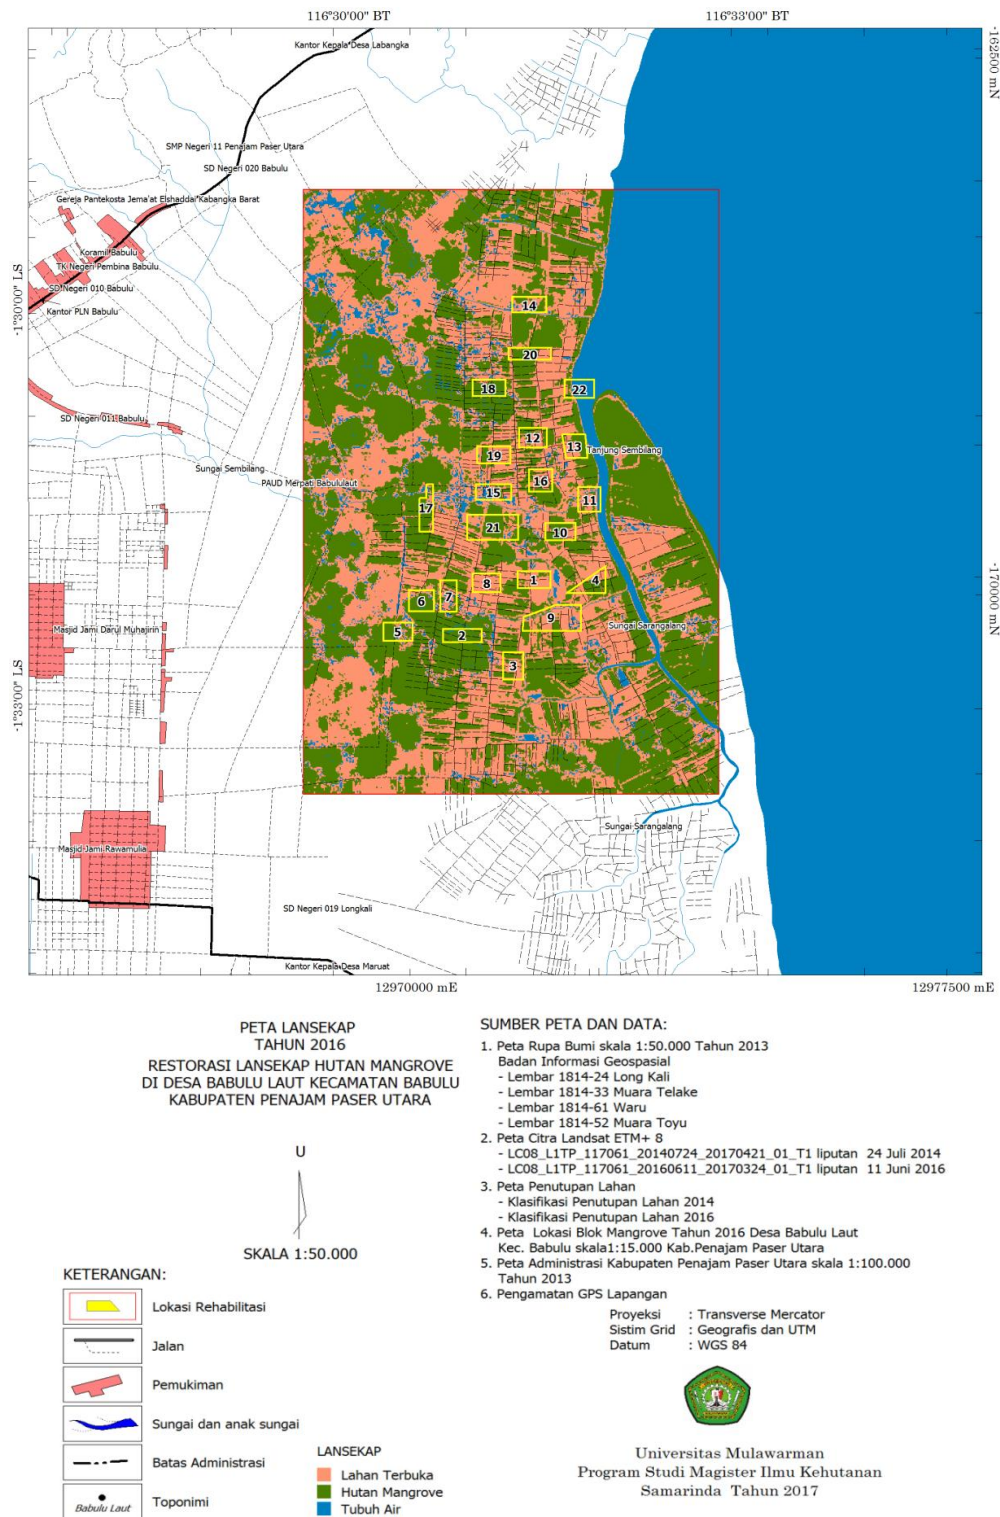 116°30'00" BT
116°33'00" BT
-162500 mN
-1°30'00" LS
-170000 mN
-1°33'00" LS
12970000 mE
12977500 mE
Kantor Kepala Desa Labangka
SMP Negeri 11 Penajam Paser Utara
SD Negeri 020 Babulu
Gereja Pantekosta Jema'at Elshaddai Kabangka Barat
Koramil Babulu
TK Negeri Pembina Babulu
SD Negeri 010 Babulu
Kantor PLN Babulu
14
20
18
22
SD Negeri 011 Babulu
12
13
Tanjung Sembilang
19
Sungai Sembilang
16
PAUD Merpati Babululaut
15
11
17
21
10
8
1
4
7
6
9
Masjid Jami Darul Muhajirin
5
2
Sungai Sarangalang
3
Sungai Sarangalang
Masjid Jami Rawamulia
SD Negeri 019 Longkali
Kantor Kepala Desa Maruat
PETA LANSEKAP
TAHUN 2016
RESTORASI LANSEKAP HUTAN MANGROVE
DI DESA BABULU LAUT KECAMATAN BABULU
KABUPATEN PENAJAM PASER UTARA
U
SKALA 1:50.000
KETERANGAN:
Lokasi Rehabilitasi
Jalan
Pemukiman
Sungai dan anak sungai
Batas Administrasi
Babulu Laut
Toponimi
LANSEKAP
Lahan Terbuka
Hutan Mangrove
Tubuh Air
SUMBER PETA DAN DATA:
1. Peta Rupa Bumi skala 1:50.000 Tahun 2013
Badan Informasi Geospasial
- Lembar 1814-24 Long Kali
- Lembar 1814-33 Muara Telake
- Lembar 1814-61 Waru
- Lembar 1814-52 Muara Toyu
2. Peta Citra Landsat ETM+ 8
- LC08_L1TP_117061_20140724_20170421_01_T1 liputan 24 Juli 2014
- LC08_L1TP_117061_20160611_20170324_01_T1 liputan 11 Juni 2016
3. Peta Penutupan Lahan
- Klasifikasi Penutupan Lahan 2014
- Klasifikasi Penutupan Lahan 2016
4. Peta Lokasi Blok Mangrove Tahun 2016 Desa Babulu Laut
Kec. Babulu skala1:15.000 Kab.Penajam Paser Utara
5. Peta Administrasi Kabupaten Penajam Paser Utara skala 1:100.000
Tahun 2013
6. Pengamatan GPS Lapangan
Proyeksi : Transverse Mercator
Sistim Grid : Geografis dan UTM
Datum : WGS 84
Universitas Mulawarman
Program Studi Magister Ilmu Kehutanan
Samarinda Tahun 2017